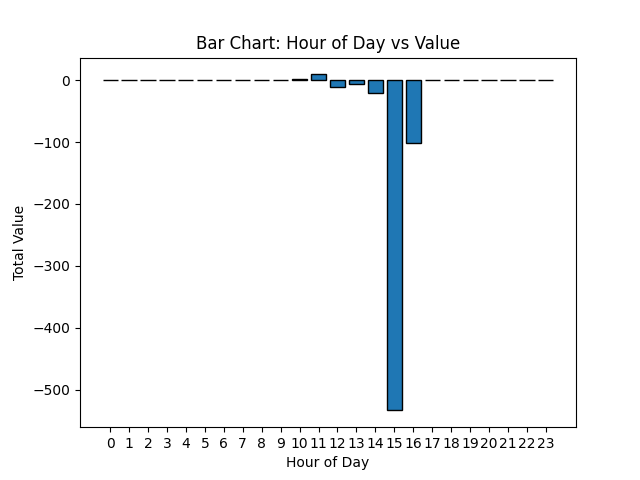 Bar Chart: Hour of Day vs Value
0
−100
−200
−300
−400
−500
Total Value
0 1 2 3 4 5 6 7 8 9 10 11 12 13 14 15 16 17 18 19 20 21 22 23
Hour of Day